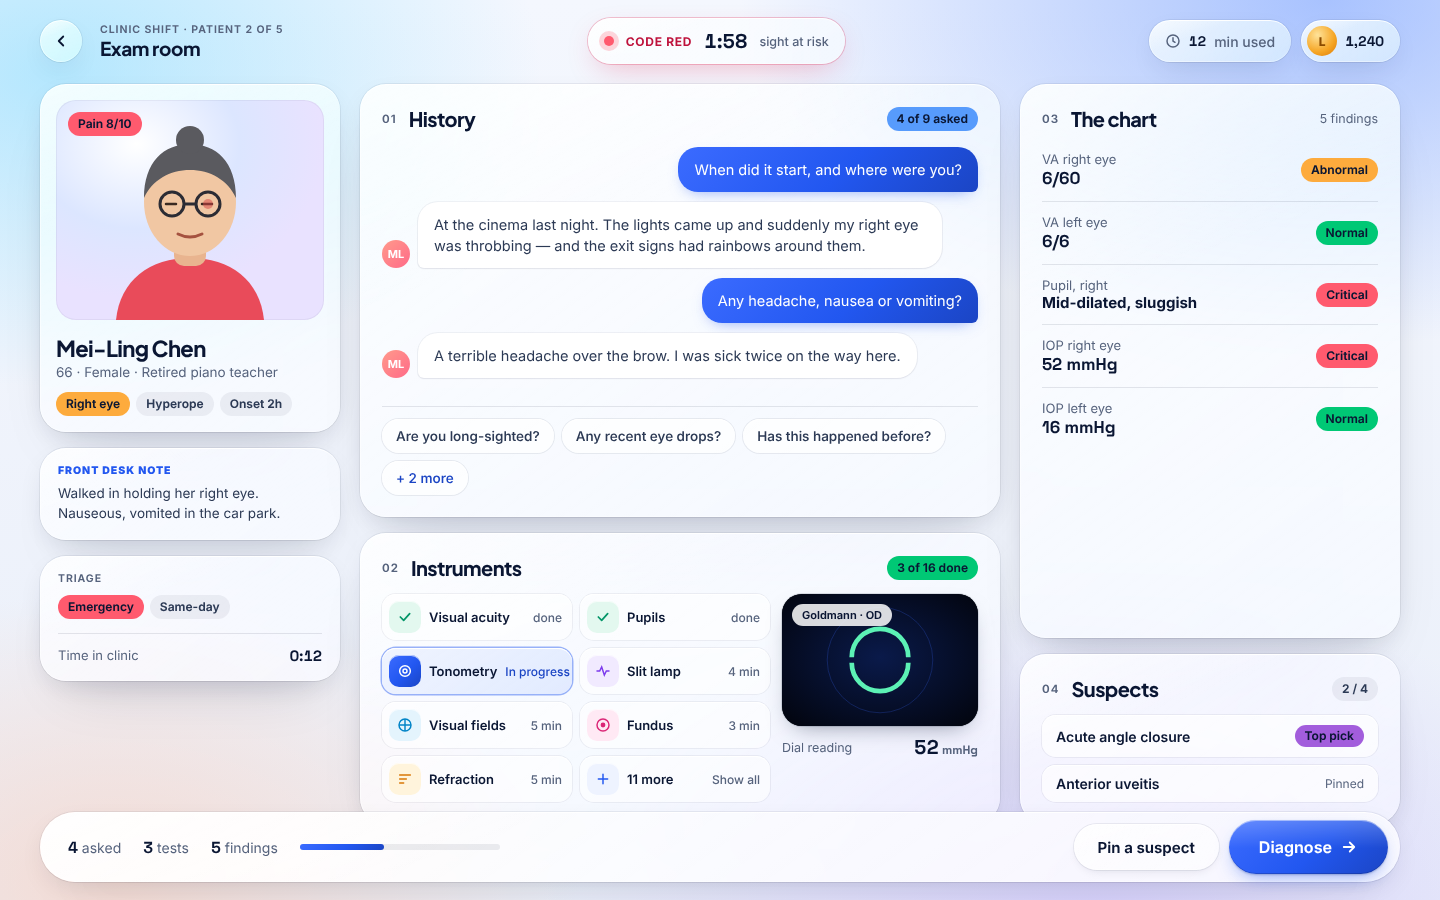 CLINIC SHIFT · PATIENT 2 OF 5
Exam room
CODE RED 1:58 sight at risk
12 min used
L 1,240
Pain 8/10
Mei-Ling Chen
66 · Female · Retired piano teacher
Right eye Hyperope Onset 2h
FRONT DESK NOTE
Walked in holding her right eye.
Nauseous, vomited in the car park.
TRIAGE
Emergency Same-day
Time in clinic 0:12
01 History 4 of 9 asked
When did it start, and where were you?
At the cinema last night. The lights came up and suddenly my right eye
was throbbing — and the exit signs had rainbows around them.
ML
Any headache, nausea or vomiting?
ML A terrible headache over the brow. I was sick twice on the way here.
Are you long-sighted? Any recent eye drops? Has this happened before?
+ 2 more
02 Instruments 3 of 16 done
Visual acuity done
Pupils done
Tonometry In progress
Slit lamp 4 min
Visual fields 5 min
Fundus 3 min
Refraction 5 min
11 more Show all
Goldmann · OD
Dial reading 52 mmHg
03 The chart 5 findings
VA right eye
6/60 Abnormal
VA left eye
6/6 Normal
Pupil, right
Mid-dilated, sluggish Critical
IOP right eye
52 mmHg Critical
IOP left eye
16 mmHg Normal
04 Suspects 2 / 4
Acute angle closure Top pick
Anterior uveitis Pinned
4 asked 3 tests 5 findings
Pin a suspect
Diagnose